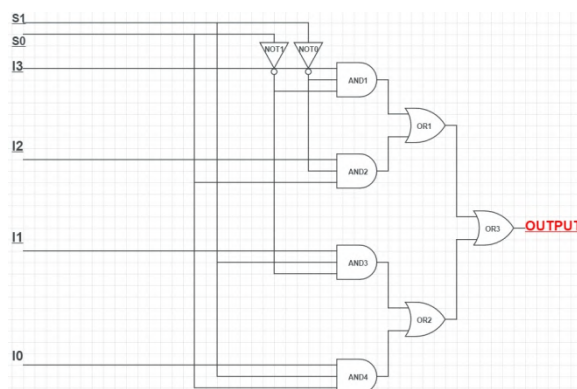 S1
S0
NOT1 NOT0
I3
AND1
OR1
I2
AND2
OUTPUT
OR3
I1
AND3
OR2
I0
AND4